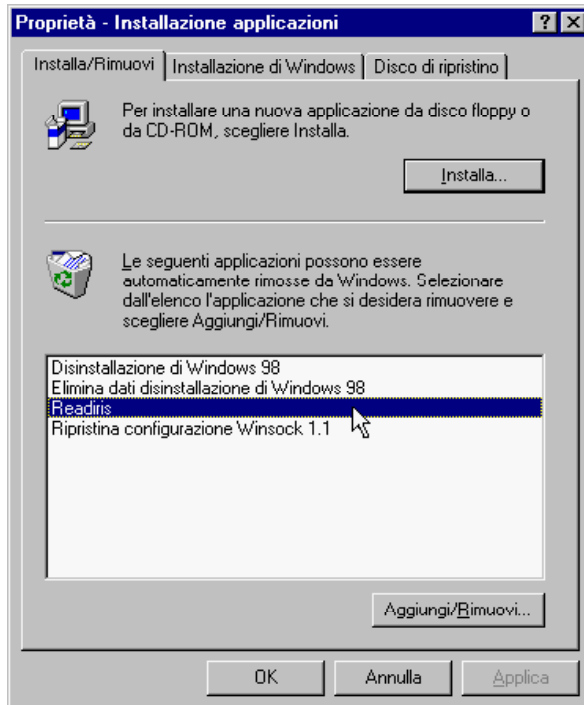 Proprietà - Installazione applicazioni
Installa/Rimuovi
Installazione di Windows
Disco di ripristino
Per installare una nuova applicazione da disco floppy o
da CD-ROM, scegliere Installa.
Installa...
Le seguenti applicazioni possono essere
automaticamente rimosse da Windows. Selezionare
dall'elenco l'applicazione che si desidera rimuovere e
scegliere Aggiungi/Rimuovi.
Disinstallazione di Windows 98
Elimina dati disinstallazione di Windows 98
Readiris
Ripristina configurazione Winsock 1.1
Aggiungi/Rimuovi...
OK
Annulla
Applica